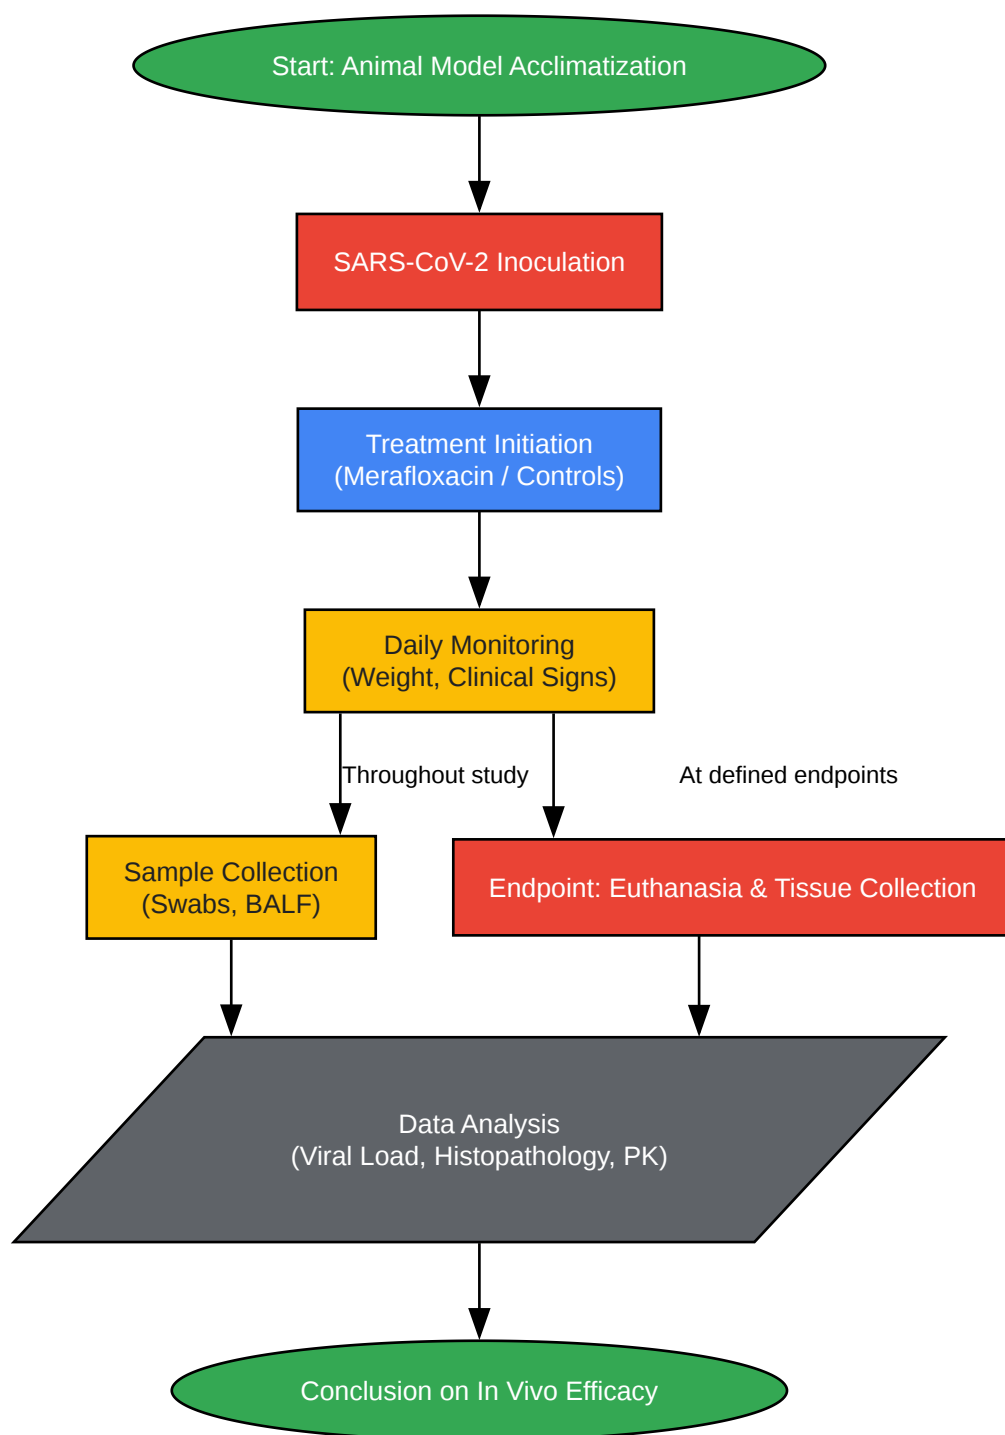 Start: Animal Model Acclimatization
SARS-CoV-2 Inoculation
Treatment Initiation
(Merafloxacin / Controls)
Daily Monitoring
(Weight, Clinical Signs)
Throughout study
At defined endpoints
Sample Collection
(Swabs, BALF)
Endpoint: Euthanasia & Tissue Collection
Data Analysis
(Viral Load, Histopathology, PK)
Conclusion on In Vivo Efficacy